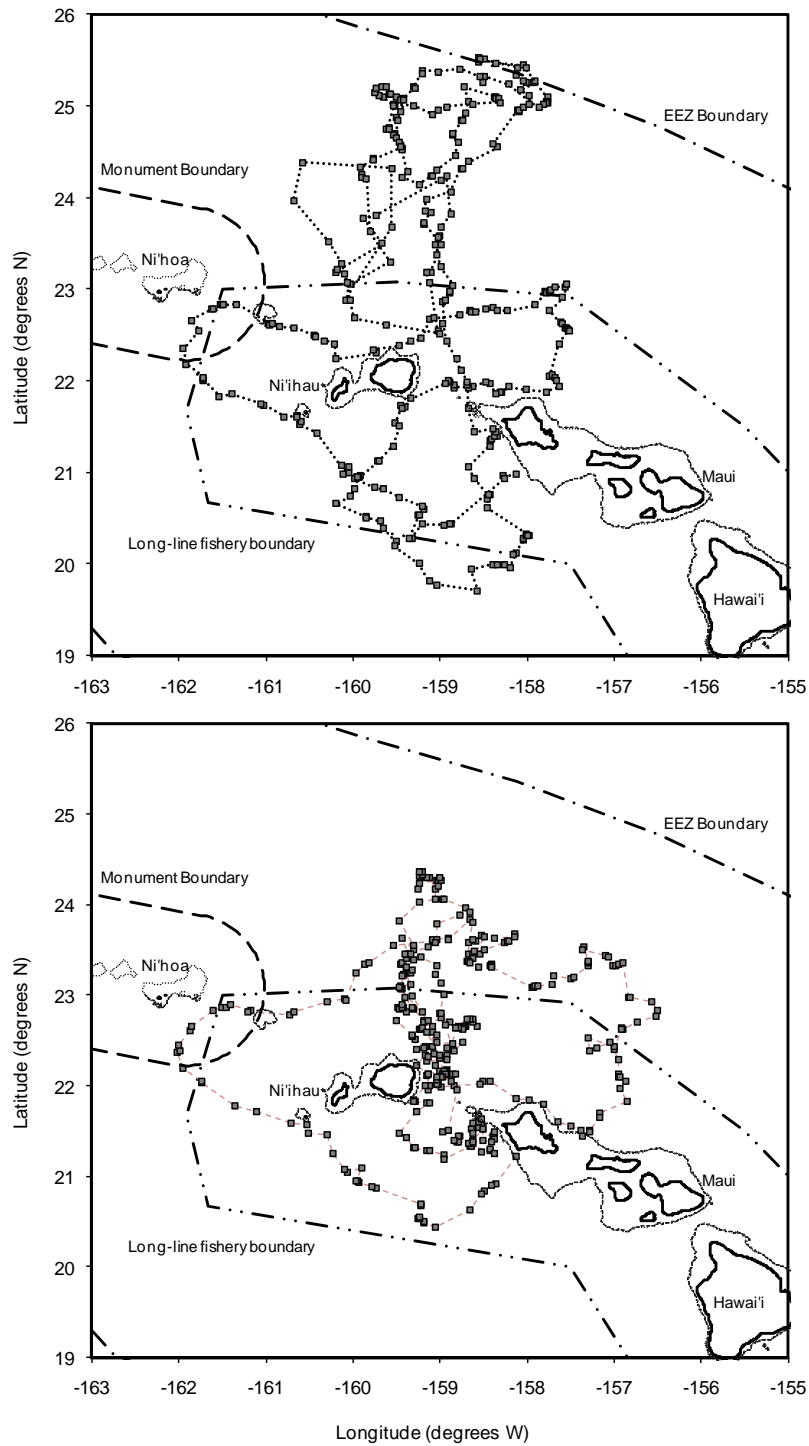 26
25
EEZ Boundary
24
Monument Boundary
Ni'hoa
23
22
Ni'ihau
21
Maui
20
Long-line fishery boundary
Hawai'i
19
Latitude (degrees N)
-163 -162 -161 -160 -159 -158 -157 -156 -155
26
25
EEZ Boundary
24
Monument Boundary
Ni'hoa
23
22
Ni'ihau
21
Maui
20
Long-line fishery boundary
Hawai'i
19
Latitude (degrees N)
-163 -162 -161 -160 -159 -158 -157 -156 -155
Longitude (degrees W)